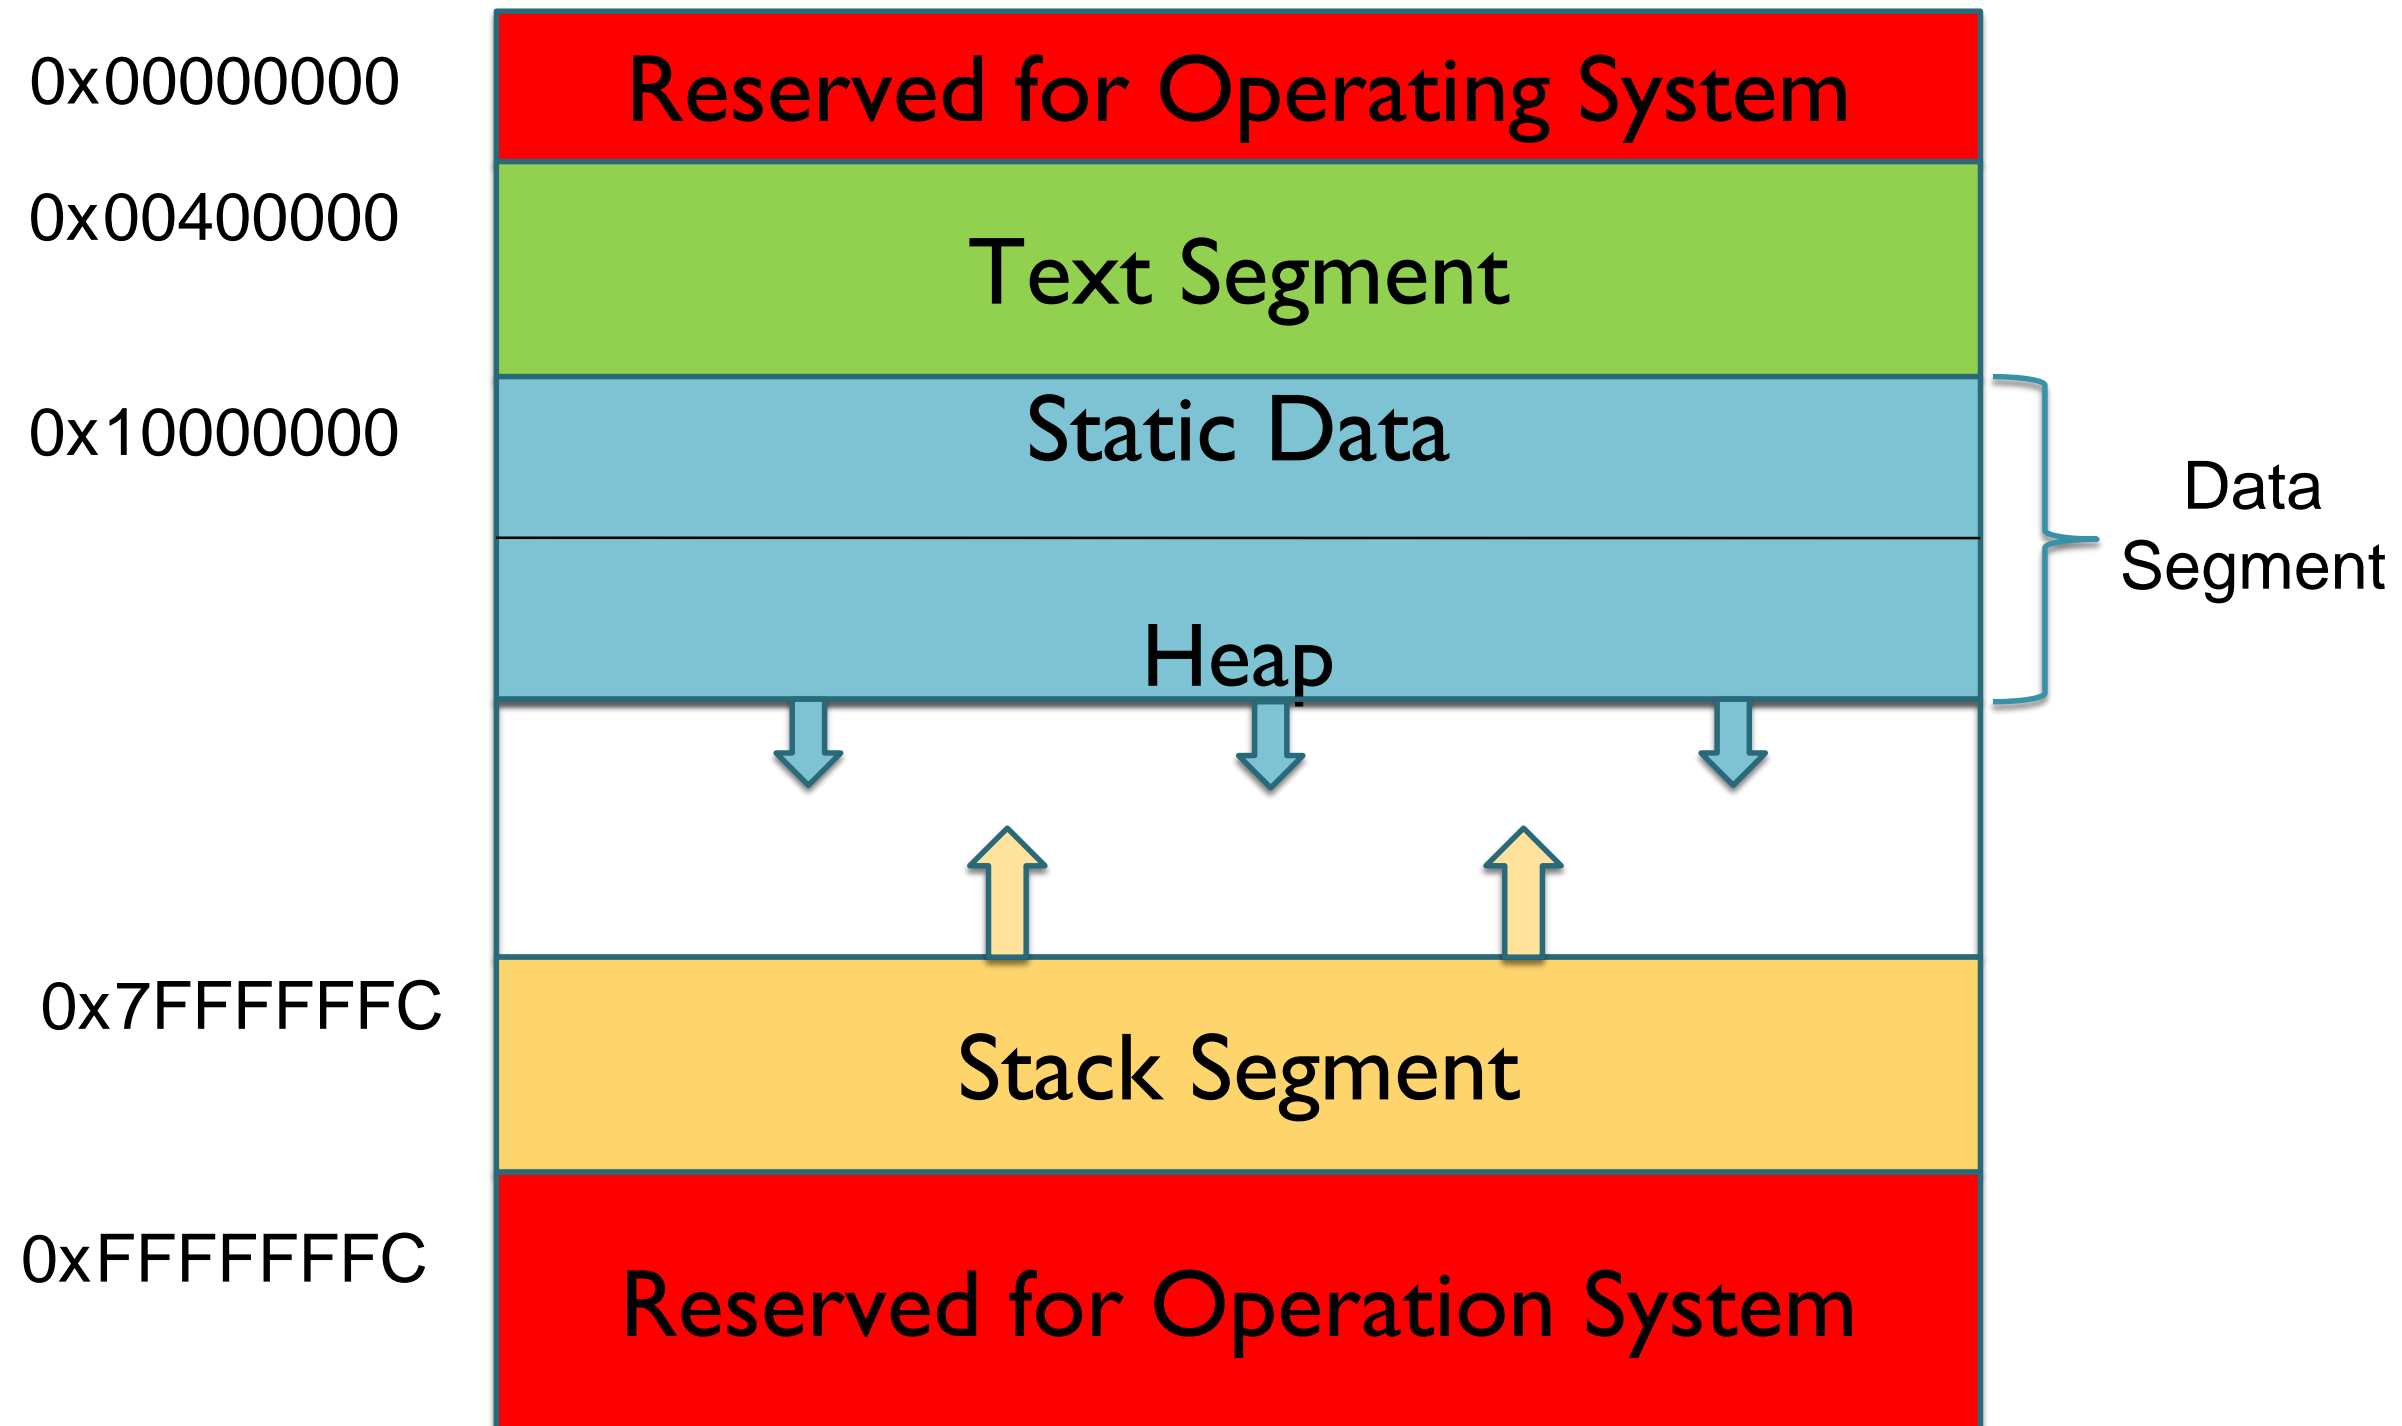 0x00000000
Reserved for Operating System
0x00400000
Text Segment
0x10000000
Static Data
Data
Segment
Heap
0x7FFFFFFC
Stack Segment
0xFFFFFFFC
Reserved for Operation System